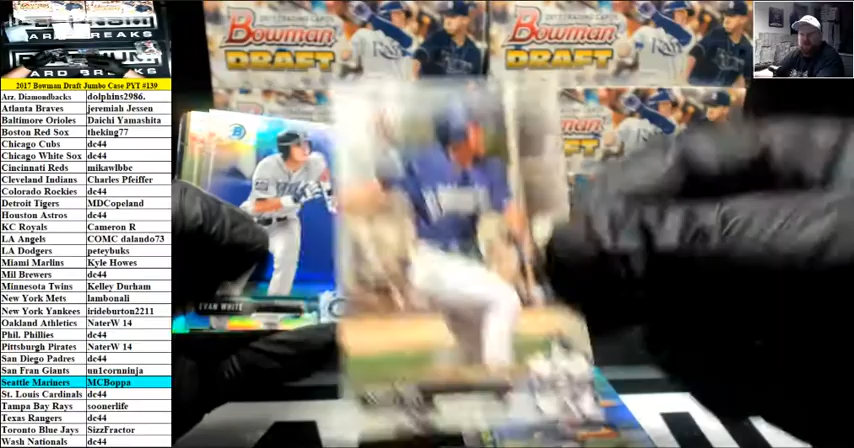 ARD BREAKS
2017 Bowman Draft Jumbo Case PYT #139
Arz. Diamondbacks dolphins2986.
Atlanta Braves jeremiah Jessen
Baltimore Orioles Daichi Yamashita
Boston Red Sox theking77
Chicago Cubs dc44
Chicago White Sox dc44
Cincinnati Reds mikawlbbc
Cleveland Indians Charles Pfeiffer
Colorado Rockies dc44
Detroit Tigers MDCopeland
Houston Astros dc44
KC Royals Cameron R
LA Angels COMC dalando73
LA Dodgers peteybuks
Miami Marlins Kyle Howes
Mil Brewers dc44
Minnesota Twins Kelley Durham
New York Mets lambonali
New York Yankees irideburton2211
Oakland Athletics NaterW 14
Phil. Phillies dc44
Pittsburgh Pirates NaterW 14
San Diego Padres dc44
San Fran Giants un1cornninja
Seattle Mariners MCBoppa
St. Louis Cardinals dc44
Tampa Bay Rays soonerlife
Texas Rangers dc44
Toronto Blue Jays SizzFractor
Wash Nationals dc44
2017 TRADING CARDS
Bowman
DRAFT
2017 TRADING CARDS
Bowman
DRAFT
EVAN WHITE